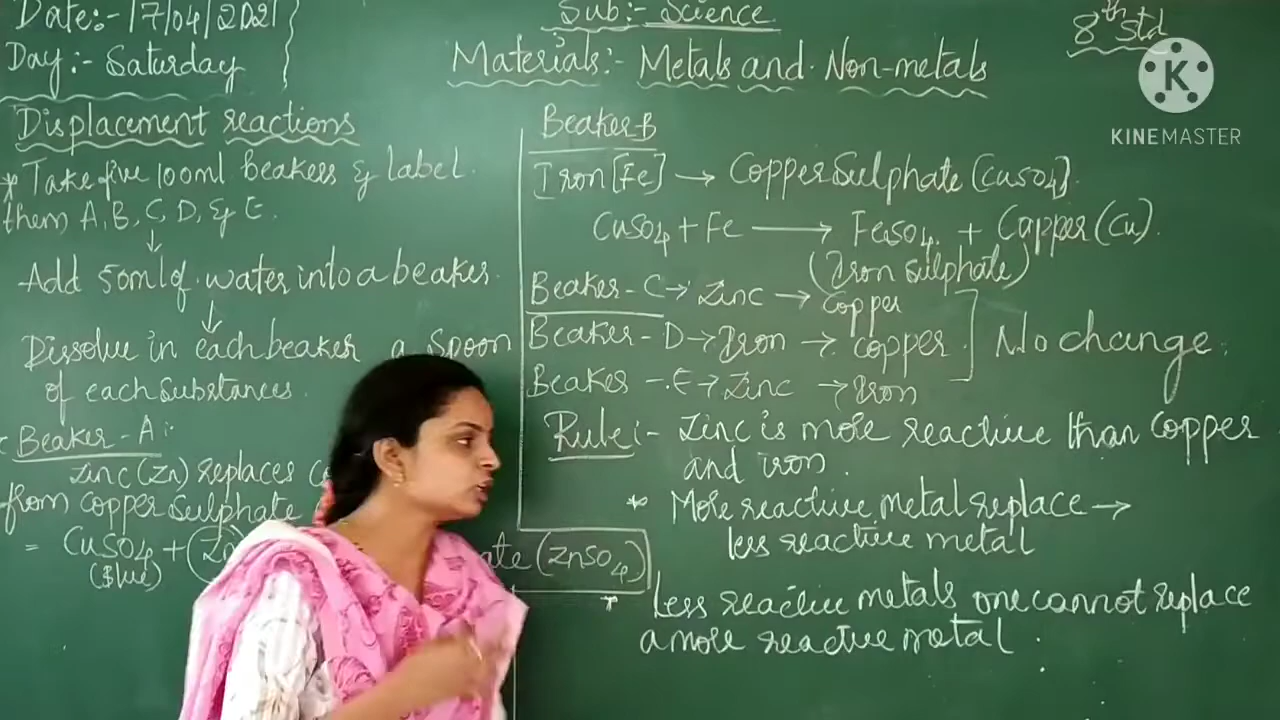 Date:- 17/04/2021
Day:- Saturday
Sub:- Science
8th Std
Materials:- Metals and Non-metals
KINEMASTER
Displacement reactions
* Take five 100ml beakers & label
them A, B, C, D, & E.
↓
Add 50ml of water into a beaker.
↓
Dissolve in each beaker a spoon
of each substances.
Beaker-A:-
Zinc (Zn) replaces
from copper sulphate
= CuSO4 + (Zn
(Blue)
ate (ZnSO4)
Beaker-B
Iron [Fe] → Copper Sulphate [CuSO4].
CuSO4 + Fe → FeSO4 + Copper (Cu).
(Iron sulphate)
Beaker-C → Zinc → Copper
Beaker-D → Iron → copper
Beaker-E → Zinc → Iron
No change.
Rule:- Zinc is more reactive than copper
and iron.
* More reactive metal replace →
less reactive metal
* Less reactive metals one cannot replace
a more reactive metal.